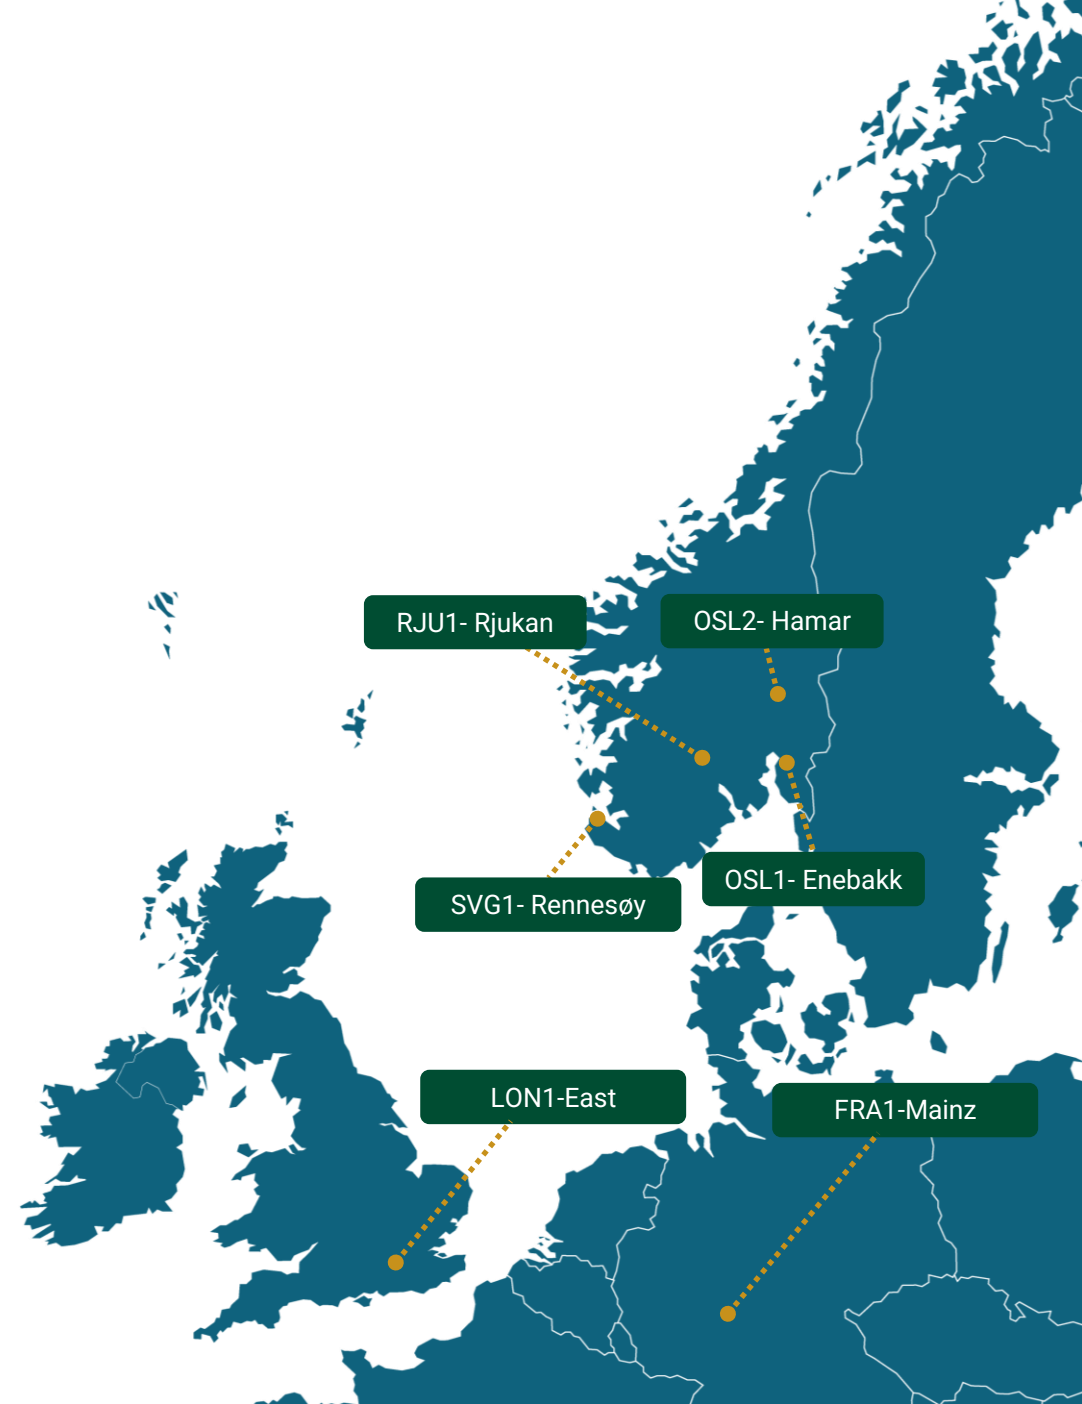 RJU1- Rjukan
OSL2- Hamar
OSL1- Enebakk
SVG1- Rennesøy
LON1-East
FRA1-Mainz